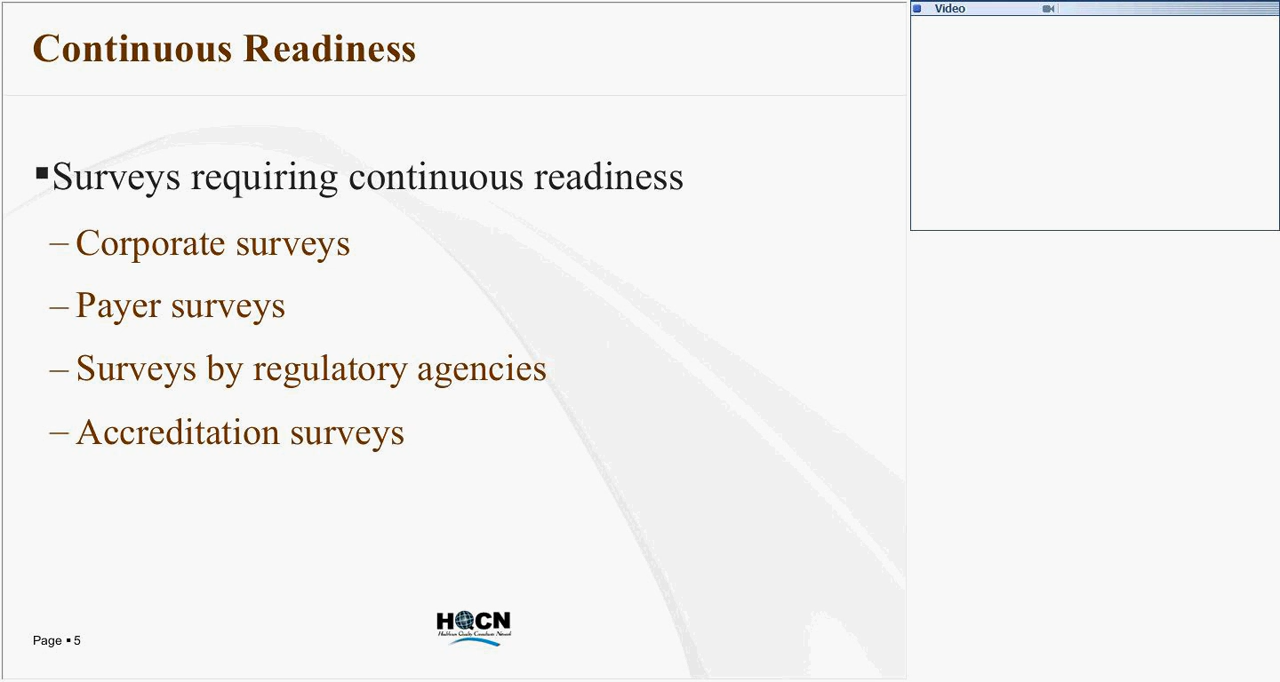 Continuous Readiness
Video
▪Surveys requiring continuous readiness
– Corporate surveys
– Payer surveys
– Surveys by regulatory agencies
– Accreditation surveys
HQCN
Page ▪ 5